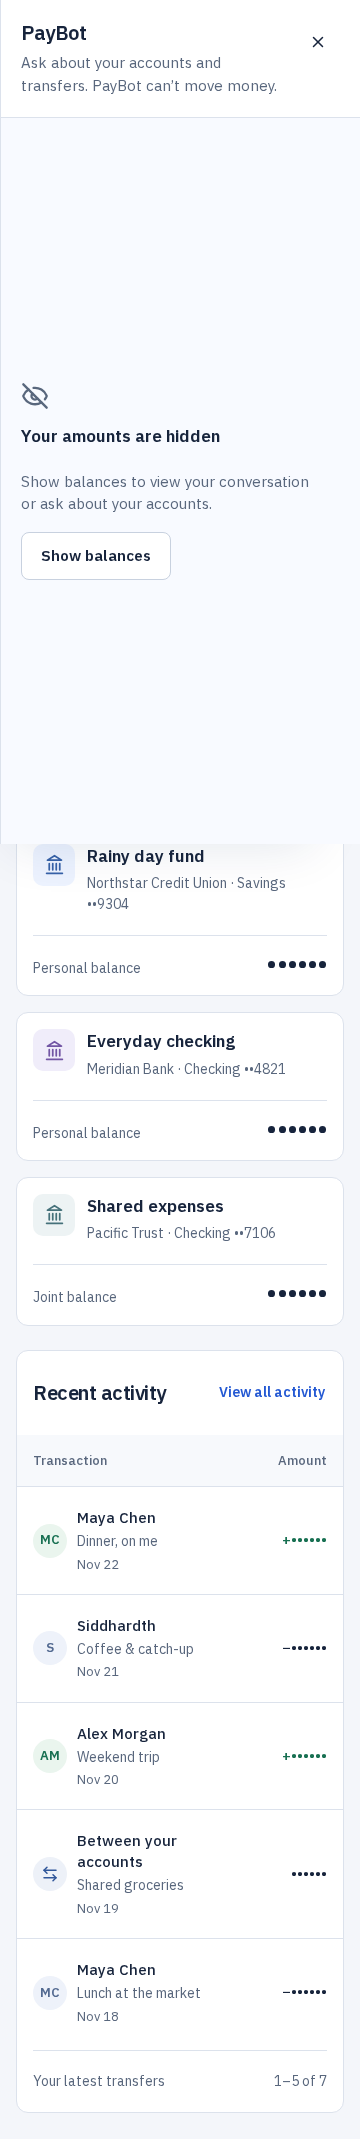 PayBot
Ask about your accounts and
transfers. PayBot can’t move money.
Your amounts are hidden
Show balances to view your conversation
or ask about your accounts.
Show balances
Rainy day fund
Northstar Credit Union · Savings
••9304
Personal balance ••••••
Everyday checking
Meridian Bank · Checking ••4821
Personal balance ••••••
Shared expenses
Pacific Trust · Checking ••7106
Joint balance ••••••
Recent activity View all activity
Transaction Amount
Maya Chen
MC Dinner, on me +••••••
Nov 22
Siddhardth
S Coffee & catch-up –••••••
Nov 21
Alex Morgan
AM Weekend trip +••••••
Nov 20
Between your
accounts ••••••
Shared groceries
Nov 19
Maya Chen
MC Lunch at the market –••••••
Nov 18
Your latest transfers 1–5 of 7